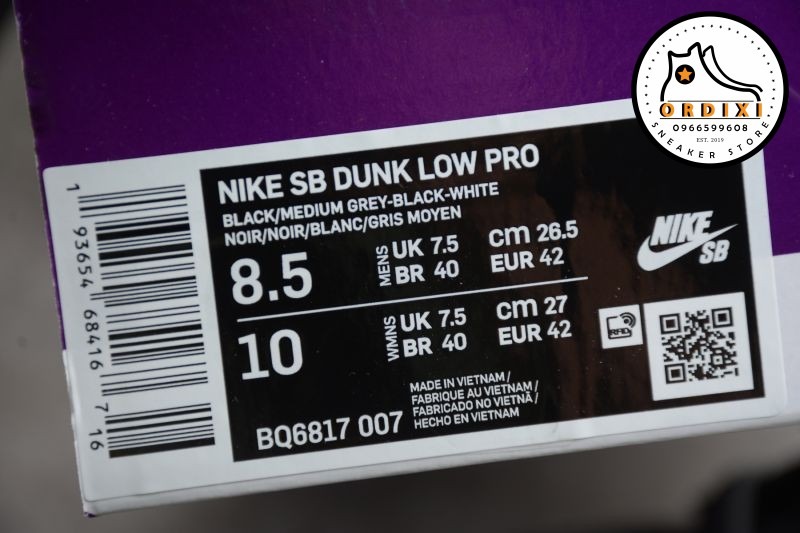 ORDIXI
0966599608
EST. 2019
SNEAKER STORE
NIKE SB DUNK LOW PRO
BLACK/MEDIUM GREY-BLACK-WHITE
NOIR/NOIR/BLANC/GRIS MOYEN
8.5
MENS
UK 7.5
BR 40
cm 26.5
EUR 42
NIKE
SB
10
WMNS
UK 7.5
BR 40
cm 27
EUR 42
RFID
MADE IN VIETNAM /
FABRIQUE AU VIETNAM /
FABRICADO NO VIETNÃ /
HECHO EN VIETNAM
BQ6817 007
1 93654 68416 7 16